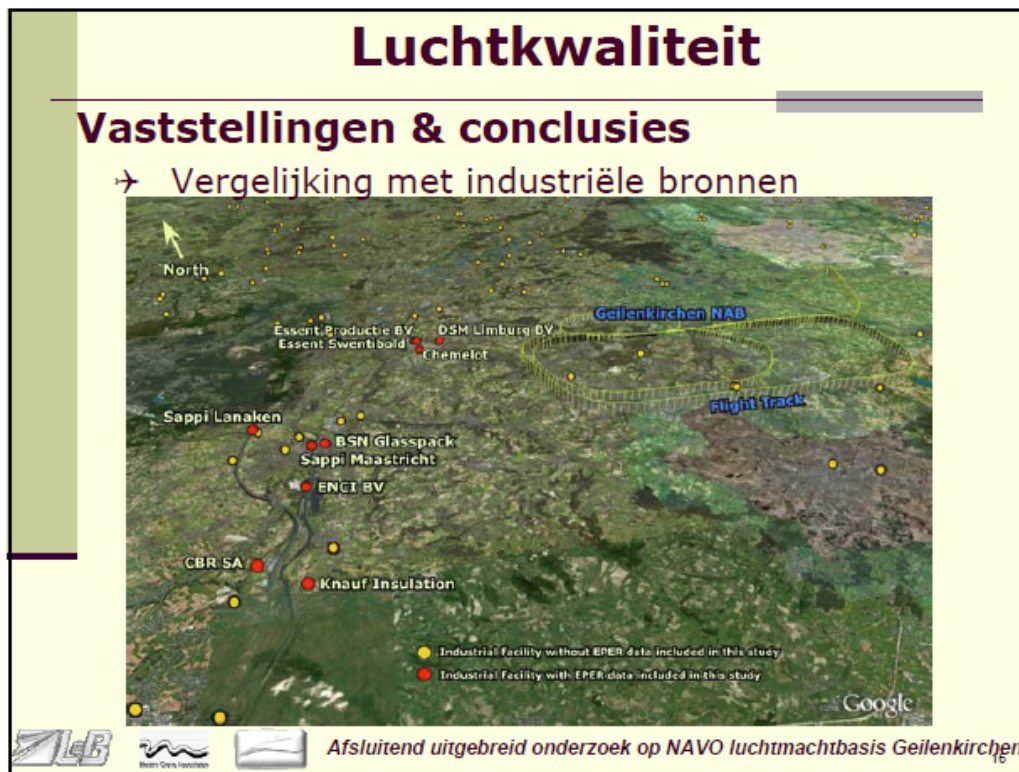 Luchtkwaliteit
Vaststellingen & conclusies
Vergelijking met industriële bronnen
North
Geilenkirchen NAB
Essent Productie BV
DSM Limburg BV
Essent Swentibold
Chemelot
Flight Track
Sappi Lanaken
BSN Glasspack
Sappi Maastricht
ENCI BV
CBR SA
Knauf Insulation
Industrial Facility without EPER data included in this study
Industrial Facility with EPER data included in this study
Google
LcB
Afsluitend uitgebreid onderzoek op NAVO luchtmachtbasis Geilenkirchen
16